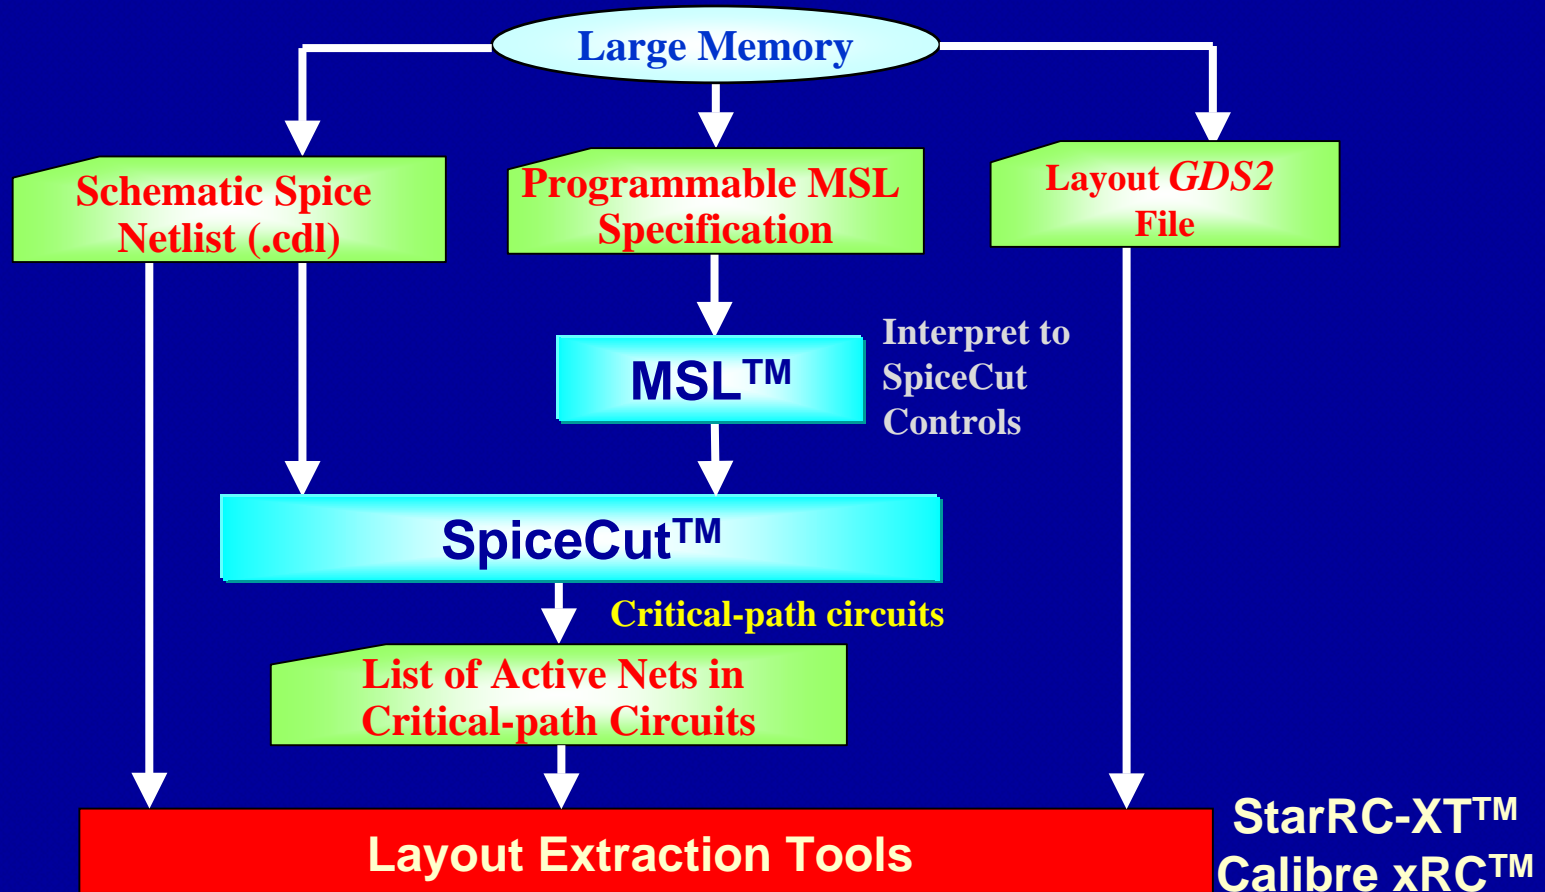 Large Memory
Schematic Spice
Netlist (.cdl)
Programmable MSL
Specification
Layout GDS2
File
MSL™
Interpret to
SpiceCut
Controls
SpiceCut™
Critical-path circuits
List of Active Nets in
Critical-path Circuits
Layout Extraction Tools
StarRC-XT™
Calibre xRC™